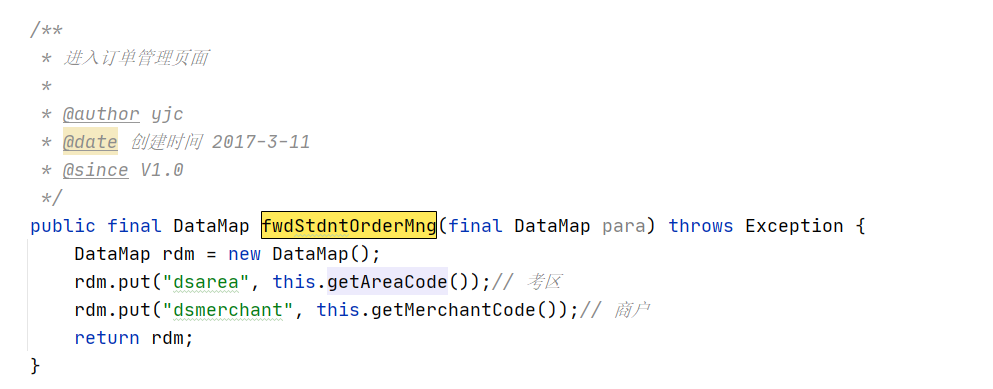 /**
 * 进入订单管理页面
 *
 * @author yjc
 * @date 创建时间 2017-3-11
 * @since V1.0
 */
public final DataMap fwdStdntOrderMng(final DataMap para) throws Exception {
    DataMap rdm = new DataMap();
    rdm.put("dsarea", this.getAreaCode());// 考区
    rdm.put("dsmerchant", this.getMerchantCode());// 商户
    return rdm;
}